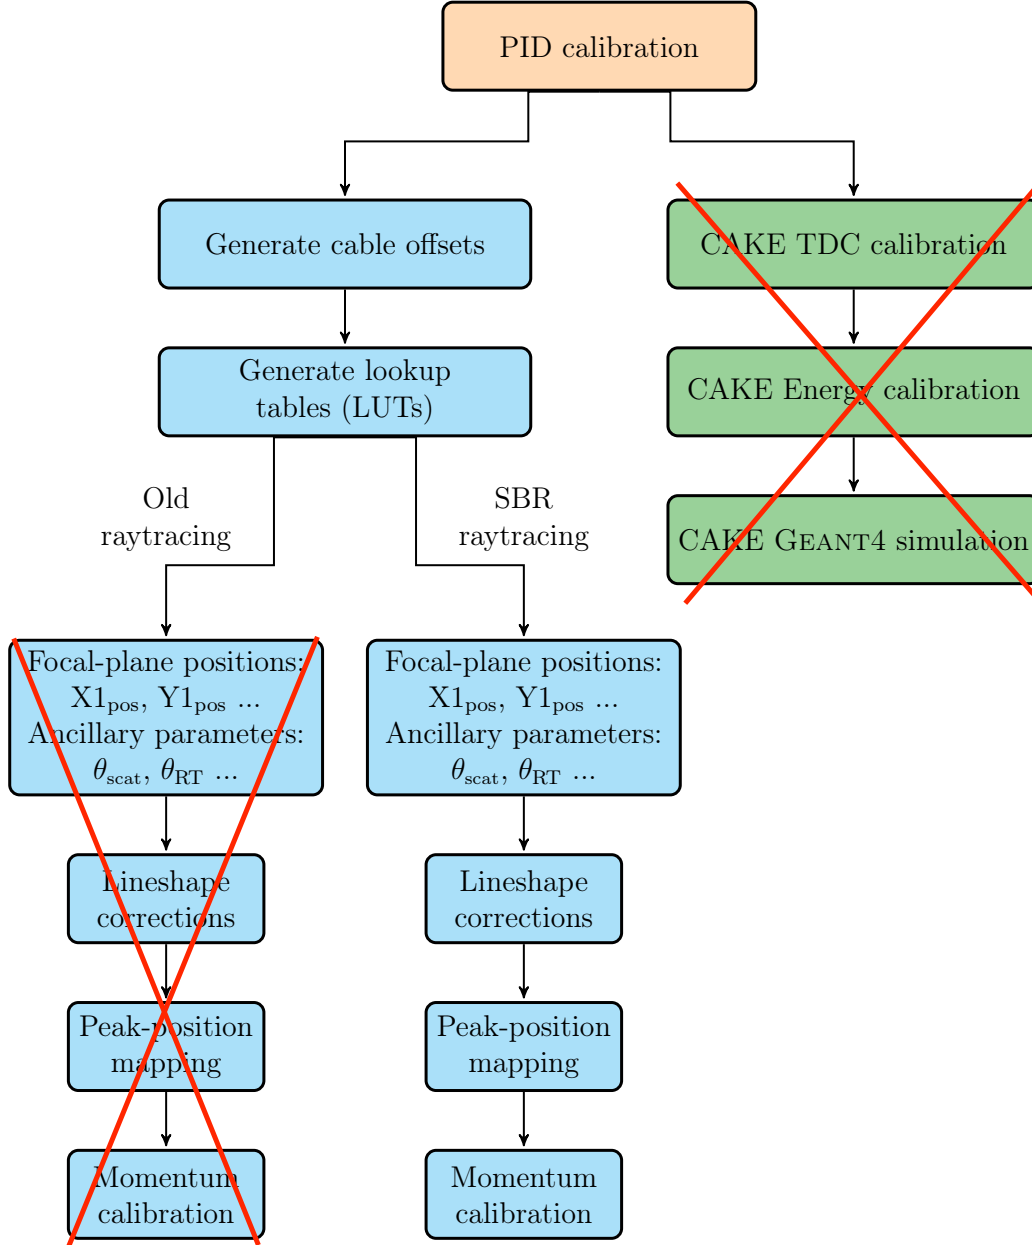 PID calibration
Generate cable offsets
CAKE TDC calibration
Generate lookup
tables (LUTs)
CAKE Energy calibration
Old
raytracing
SBR
raytracing
CAKE GEANT4 simulation
Focal-plane positions:
X1pos, Y1pos ...
Ancillary parameters:
θscat, θRT ...
Focal-plane positions:
X1pos, Y1pos ...
Ancillary parameters:
θscat, θRT ...
Lineshape
corrections
Lineshape
corrections
Peak-position
mapping
Peak-position
mapping
Momentum
calibration
Momentum
calibration